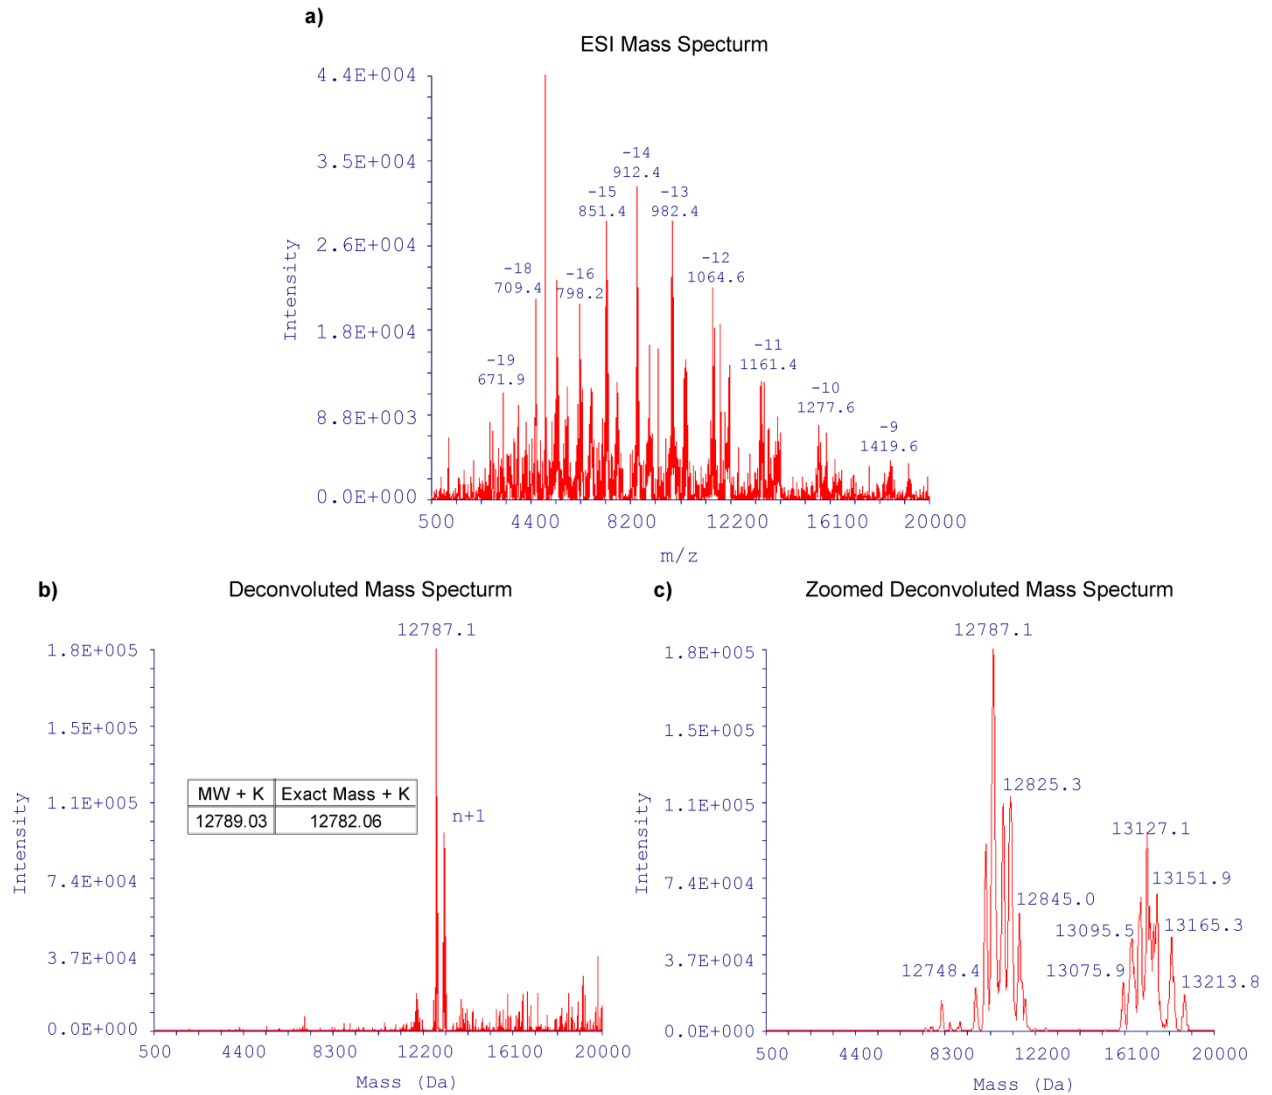 a)
ESI Mass Specturm
4.4E+004
3.5E+004
2.6E+004
1.8E+004
8.8E+003
0.0E+000
Intensity
-19
671.9
-18
709.4
-16
798.2
-15
851.4
-14
912.4
-13
982.4
-12
1064.6
-11
1161.4
-10
1277.6
-9
1419.6
500 4400 8200 12200 16100 20000
m/z
b)
Deconvoluted Mass Specturm
12787.1
1.8E+005
1.5E+005
1.1E+005
7.4E+004
3.7E+004
0.0E+000
Intensity
MW + K Exact Mass + K
12789.03 12782.06
n+1
500 4400 8300 12200 16100 20000
Mass (Da)
c)
Zoomed Deconvoluted Mass Specturm
12787.1
1.8E+005
1.5E+005
1.1E+005
7.4E+004
3.7E+004
0.0E+000
Intensity
12825.3
13127.1
13151.9
12845.0
13095.5
13165.3
12748.4
13075.9
13213.8
500 4400 8300 12200 16100 20000
Mass (Da)